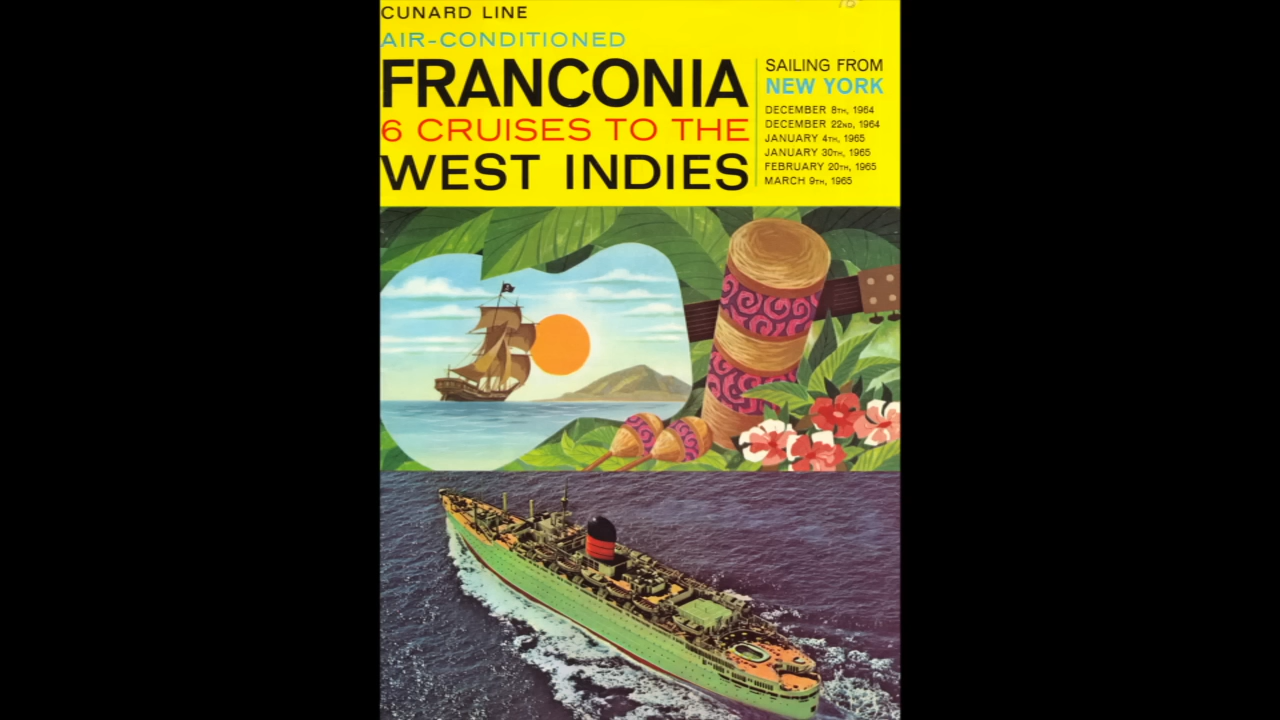 CUNARD LINE
AIR-CONDITIONED
FRANCONIA
6 CRUISES TO THE
WEST INDIES
SAILING FROM
NEW YORK
DECEMBER 8TH, 1964
DECEMBER 22ND, 1964
JANUARY 4TH, 1965
JANUARY 30TH, 1965
FEBRUARY 20TH, 1965
MARCH 9TH, 1965